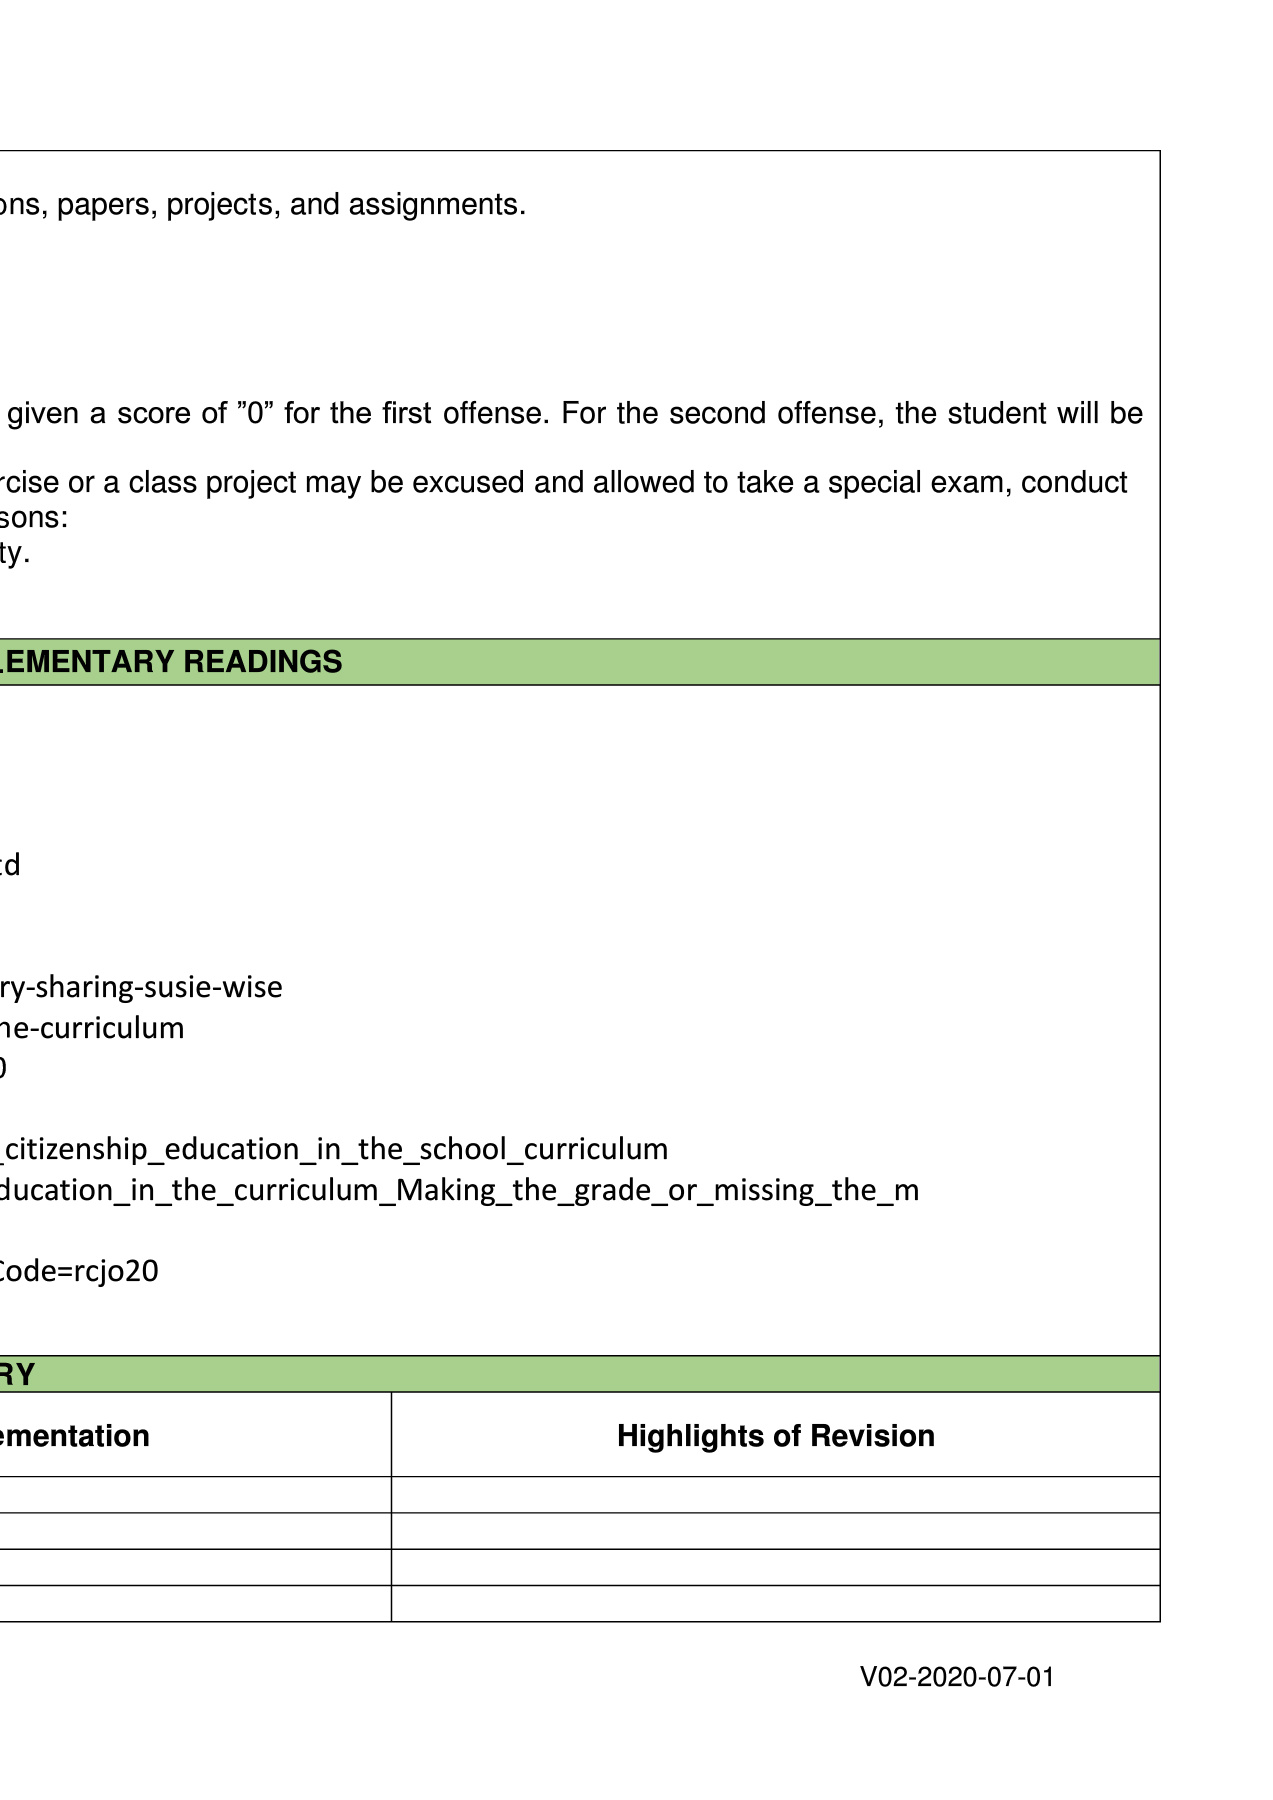 ons, papers, projects, and assignments.
given a score of ”0” for the first offense. For the second offense, the student will be
rcise or a class project may be excused and allowed to take a special exam, conduct
sons:
ty.
LEMENTARY READINGS
td
ry-sharing-susie-wise
he-curriculum
0
_citizenship_education_in_the_school_curriculum
ducation_in_the_curriculum_Making_the_grade_or_missing_the_m
Code=rcjo20
RY
ementation
Highlights of Revision
V02-2020-07-01